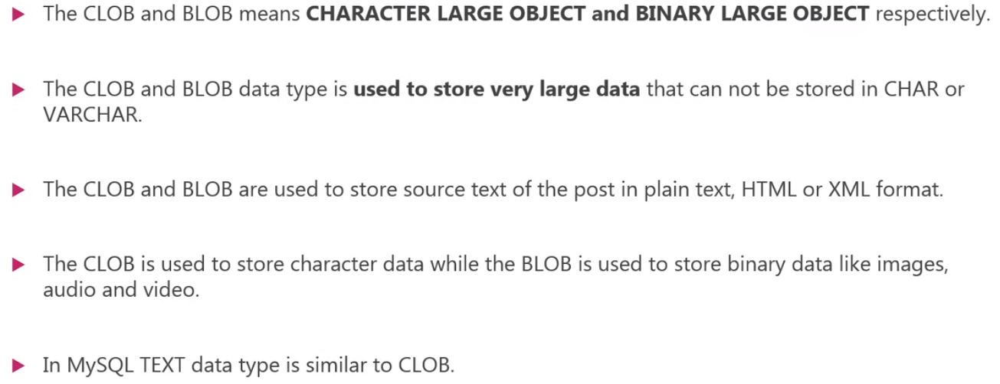 The CLOB and BLOB means CHARACTER LARGE OBJECT and BINARY LARGE OBJECT respectively.
The CLOB and BLOB data type is used to store very large data that can not be stored in CHAR or
VARCHAR.
The CLOB and BLOB are used to store source text of the post in plain text, HTML or XML format.
The CLOB is used to store character data while the BLOB is used to store binary data like images,
audio and video.
In MySQL TEXT data type is similar to CLOB.